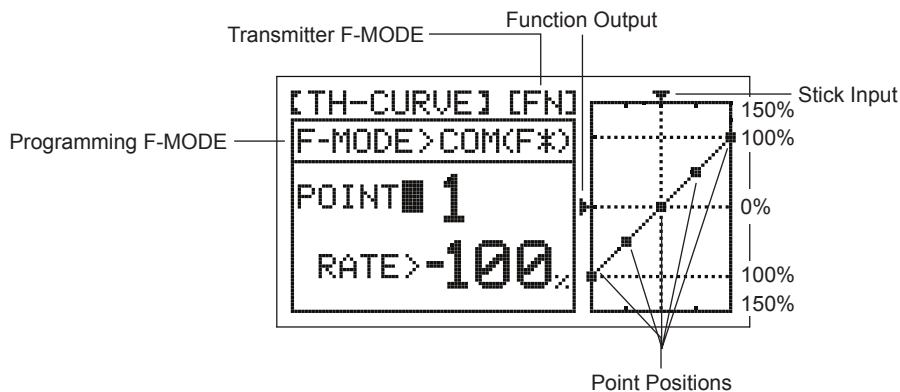 Function Output
Transmitter F-MODE
Stick Input
[TH-CURVE] [FN]
150%
Programming F-MODE
F-MODE>COM(F*)
100%
POINT 1
0%
RATE>-100%
100%
150%
Point Positions